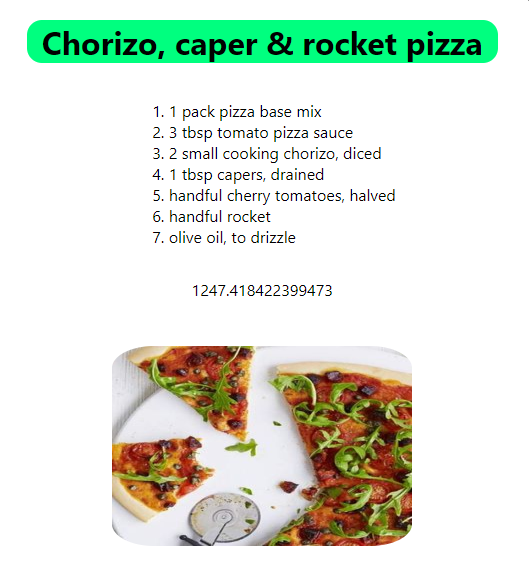 Chorizo, caper & rocket pizza
1. 1 pack pizza base mix
2. 3 tbsp tomato pizza sauce
3. 2 small cooking chorizo, diced
4. 1 tbsp capers, drained
5. handful cherry tomatoes, halved
6. handful rocket
7. olive oil, to drizzle
1247.418422399473